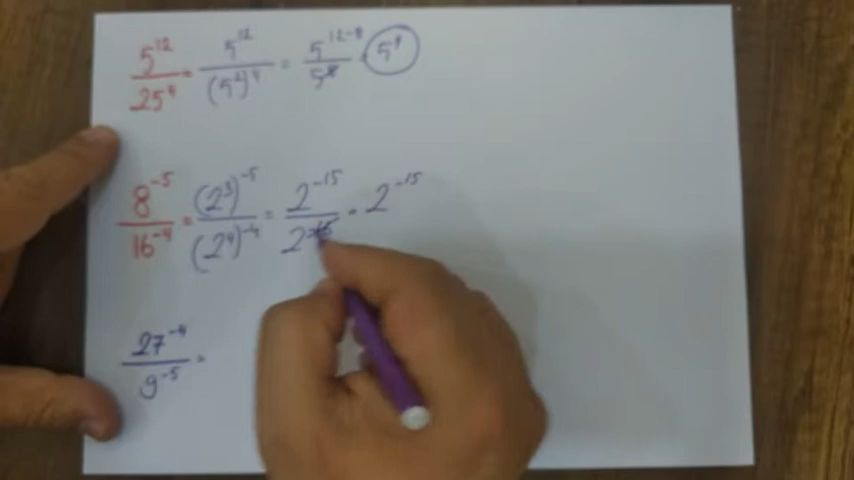 5^12/25^4 = 5^12/(5^2)^4 = 5^12-8/5^8 = 5^4
8^-5/16^-4 = (2^3)^-5/(2^4)^-4 = 2^-15/2^-16 = 2^-15
27^-4/9^-5 =